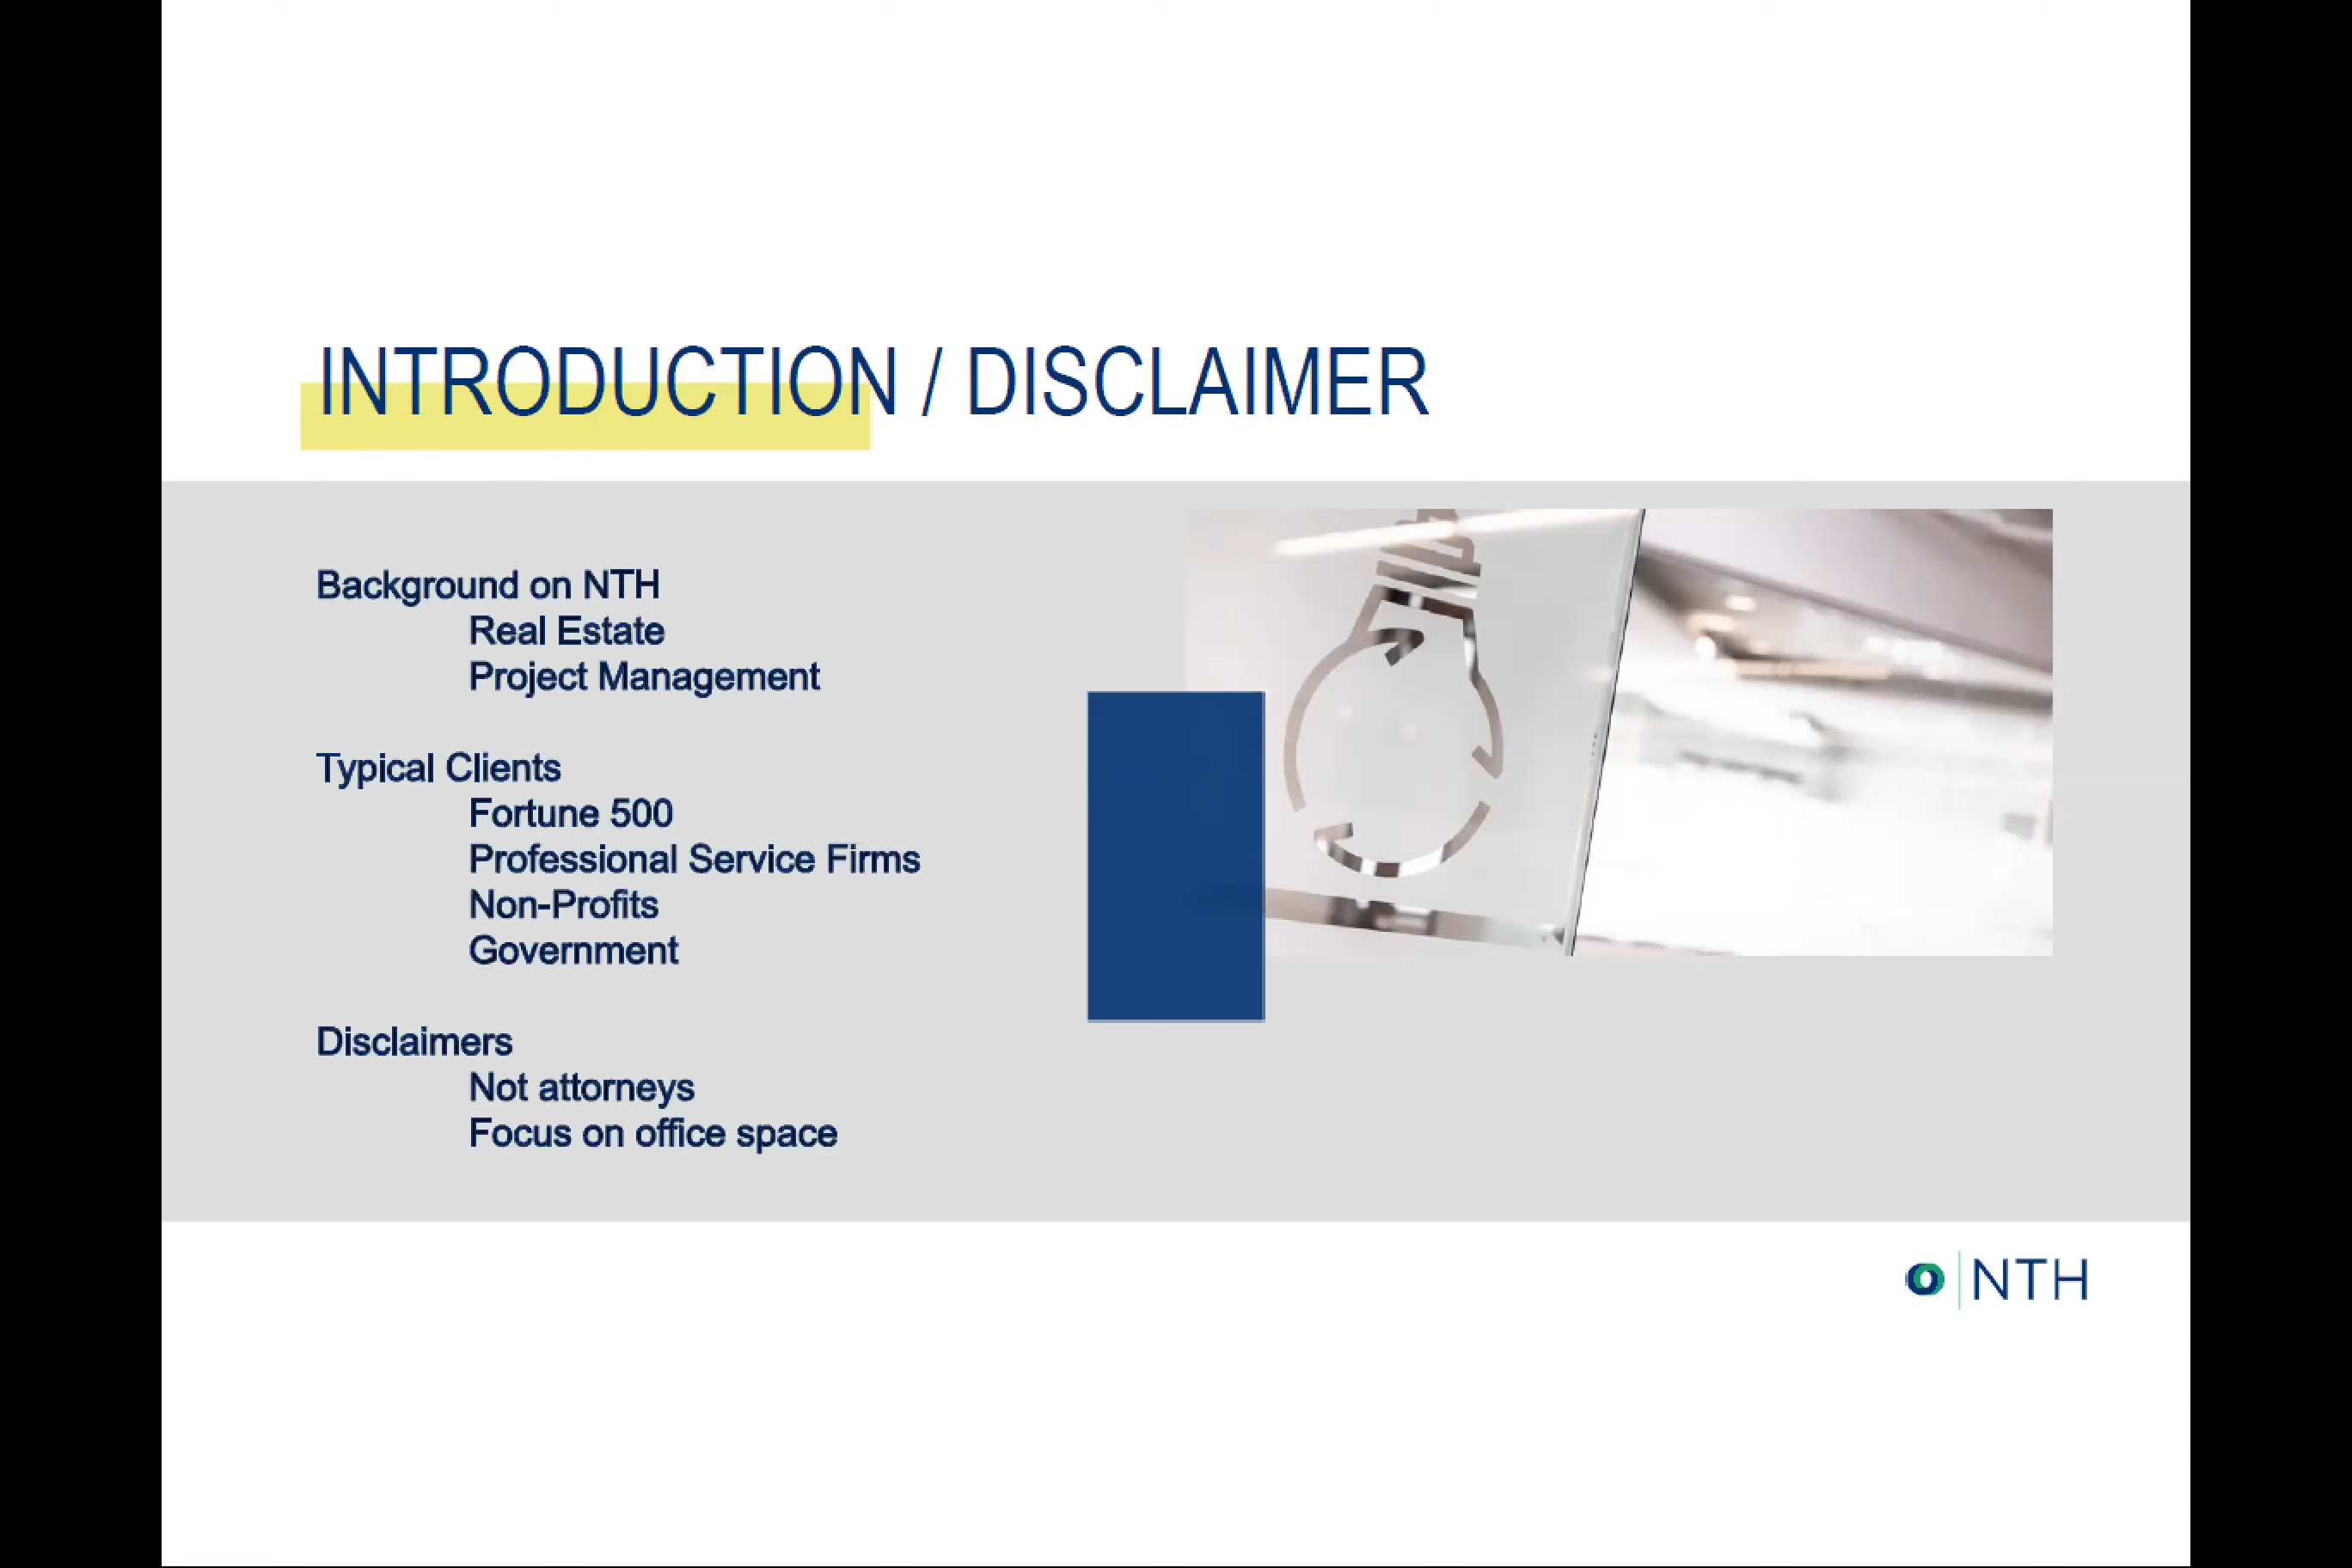 INTRODUCTION / DISCLAIMER
Background on NTH
Real Estate
Project Management
Typical Clients
Fortune 500
Professional Service Firms
Non-Profits
Government
Disclaimers
Not attorneys
Focus on office space
NTH